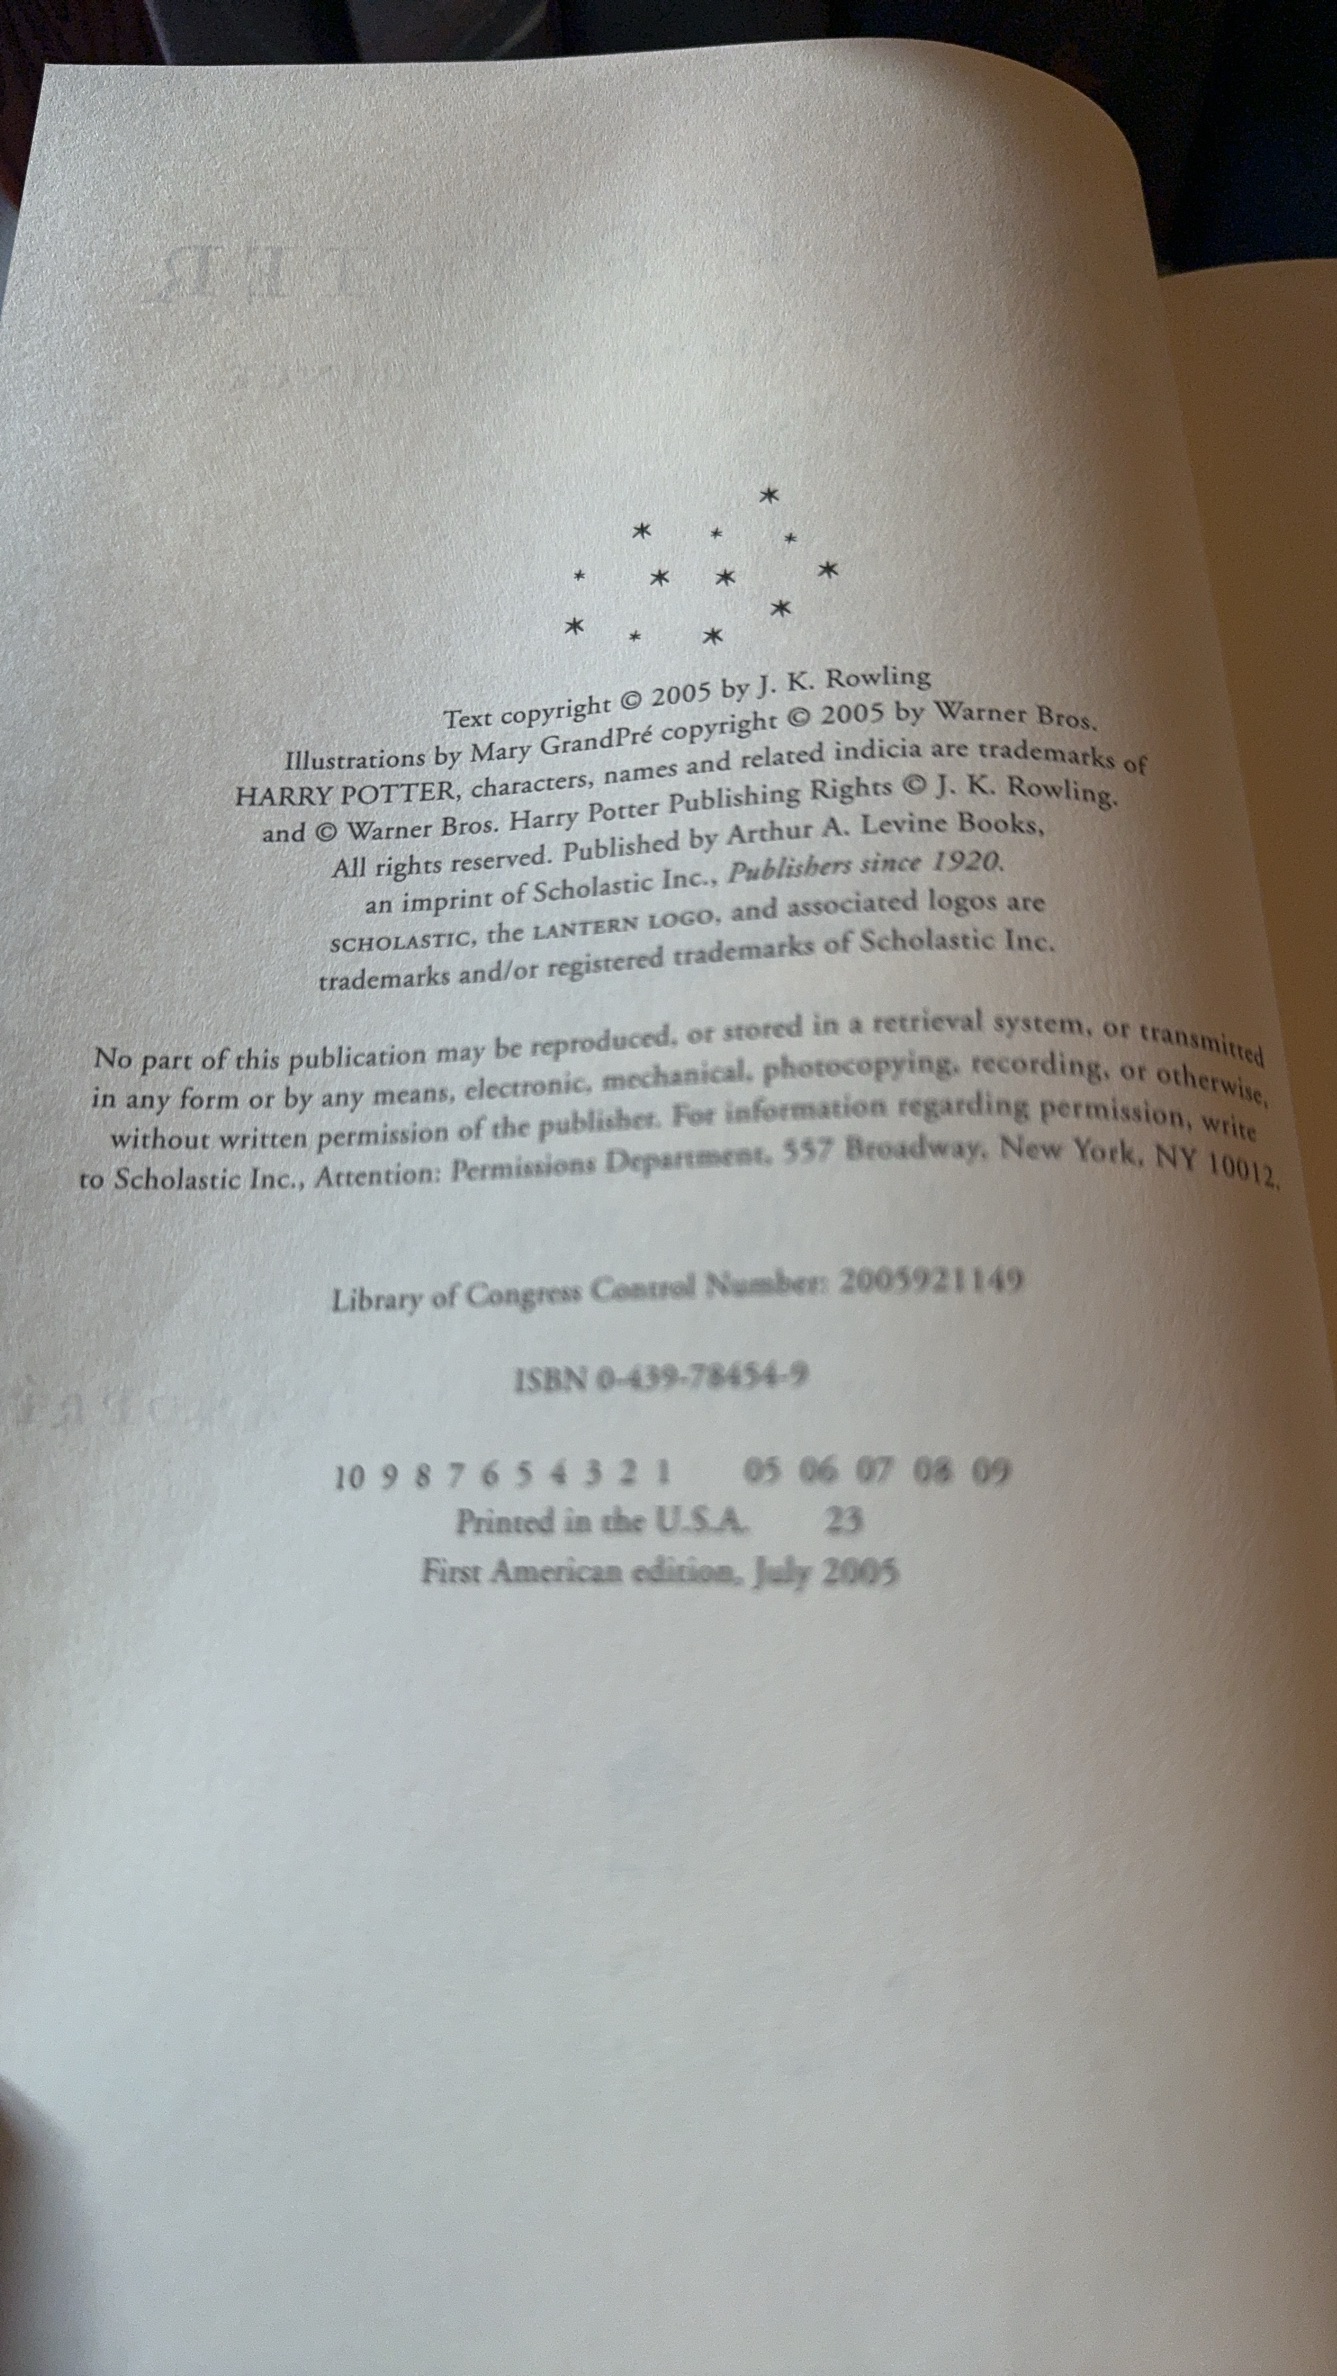 Text copyright © 2005 by J. K. Rowling
Illustrations by Mary GrandPré copyright © 2005 by Warner Bros.
HARRY POTTER, characters, names and related indicia are trademarks of
and © Warner Bros. Harry Potter Publishing Rights © J. K. Rowling.
All rights reserved. Published by Arthur A. Levine Books,
an imprint of Scholastic Inc., Publishers since 1920.
SCHOLASTIC, the LANTERN LOGO, and associated logos are
trademarks and/or registered trademarks of Scholastic Inc.
No part of this publication may be reproduced, or stored in a retrieval system, or transmitted
in any form or by any means, electronic, mechanical, photocopying, recording, or otherwise,
without written permission of the publisher. For information regarding permission, write
to Scholastic Inc., Attention: Permissions Department, 557 Broadway, New York, NY 10012.
Library of Congress Control Number: 2005921149
ISBN 0-439-78454-9
10 9 8 7 6 5 4 3 2 1 05 06 07 08 09
Printed in the U.S.A. 23
First American edition, July 2005